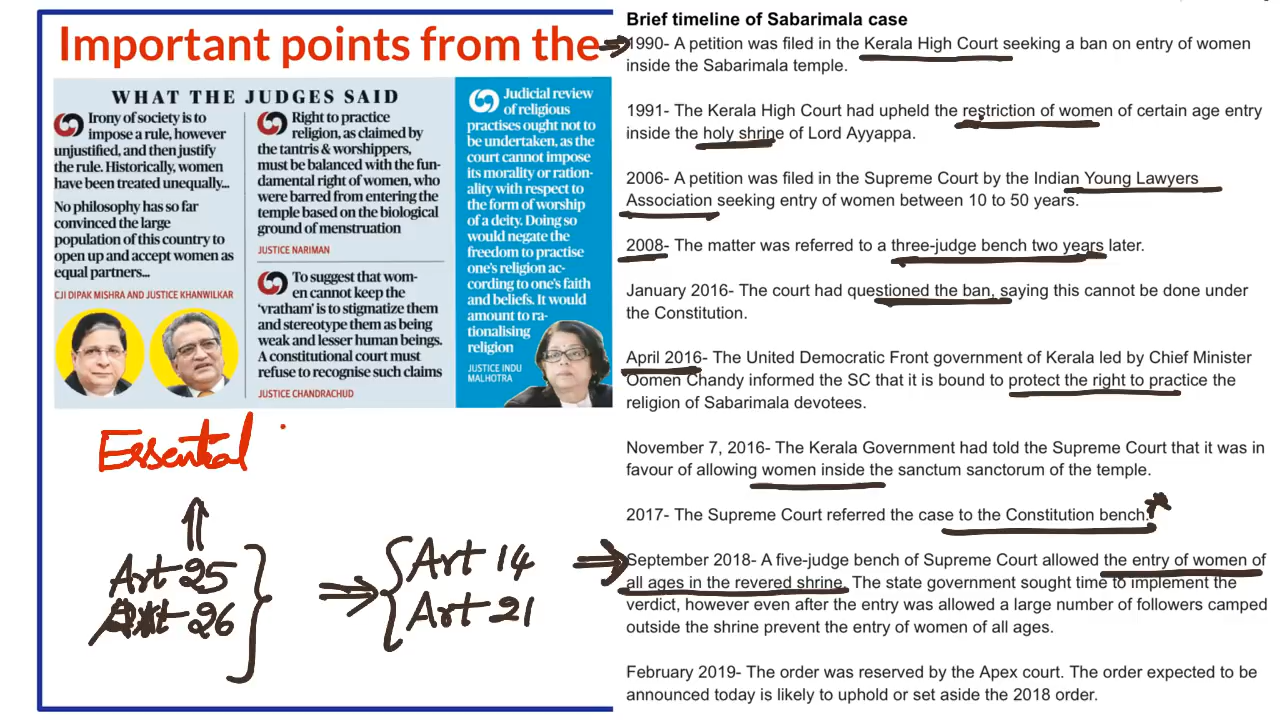 Important points from the
WHAT THE JUDGES SAID
Irony of society is to
impose a rule, however
unjustified, and then justify
the rule. Historically, women
have been treated unequally...
No philosophy has so far
convinced the large
population of this country to
open up and accept women as
equal partners...
CJI DIPAK MISHRA AND JUSTICE KHANWILKAR
Right to practice
religion, as claimed by
the tantris & worshippers,
must be balanced with the fun-
damental right of women, who
were barred from entering the
temple based on the biological
ground of menstruation
JUSTICE NARIMAN
To suggest that wom-
en cannot keep the
'vratham' is to stigmatize them
and stereotype them as being
weak and lesser human beings.
A constitutional court must
refuse to recognise such claims
JUSTICE CHANDRACHUD
Judicial review
of religious
practises ought not to
be undertaken, as the
court cannot impose
its morality or ration-
ality with respect to
the form of worship
of a deity. Doing so
would negate the
freedom to practise
one's religion ac-
cording to one's faith
and beliefs. It would
amount to ra-
tionalising
religion
JUSTICE INDU
MALHOTRA
Essential
Art 25
Art 26
Art 14
Art 21
Brief timeline of Sabarimala case
1990- A petition was filed in the Kerala High Court seeking a ban on entry of women
inside the Sabarimala temple.
1991- The Kerala High Court had upheld the restriction of women of certain age entry
inside the holy shrine of Lord Ayyappa.
2006- A petition was filed in the Supreme Court by the Indian Young Lawyers
Association seeking entry of women between 10 to 50 years.
2008- The matter was referred to a three-judge bench two years later.
January 2016- The court had questioned the ban, saying this cannot be done under
the Constitution.
April 2016- The United Democratic Front government of Kerala led by Chief Minister
Oomen Chandy informed the SC that it is bound to protect the right to practice the
religion of Sabarimala devotees.
November 7, 2016- The Kerala Government had told the Supreme Court that it was in
favour of allowing women inside the sanctum sanctorum of the temple.
2017- The Supreme Court referred the case to the Constitution bench.
September 2018- A five-judge bench of Supreme Court allowed the entry of women of
all ages in the revered shrine. The state government sought time to implement the
verdict, however even after the entry was allowed a large number of followers camped
outside the shrine prevent the entry of women of all ages.
February 2019- The order was reserved by the Apex court. The order expected to be
announced today is likely to uphold or set aside the 2018 order.